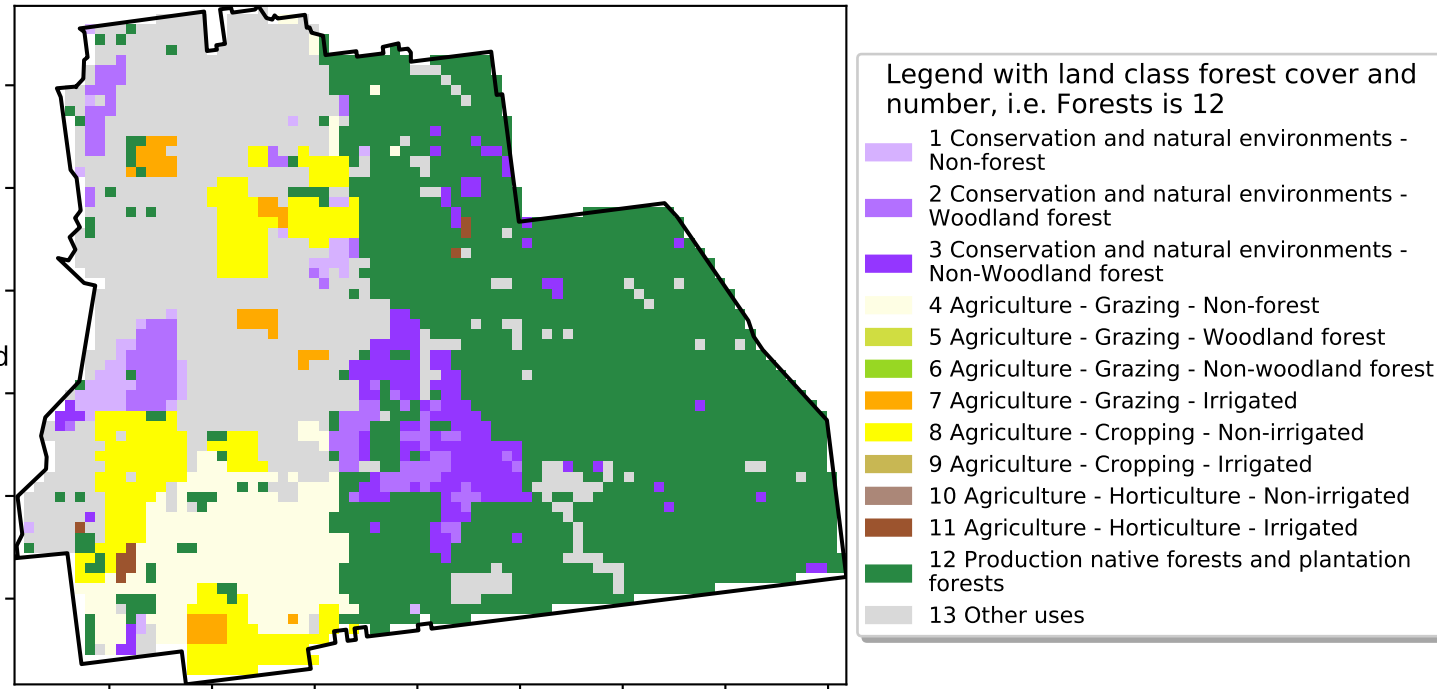 d
Legend with land class forest cover and
number, i.e. Forests is 12
1 Conservation and natural environments -
Non-forest
2 Conservation and natural environments -
Woodland forest
3 Conservation and natural environments -
Non-Woodland forest
4 Agriculture - Grazing - Non-forest
5 Agriculture - Grazing - Woodland forest
6 Agriculture - Grazing - Non-woodland forest
7 Agriculture - Grazing - Irrigated
8 Agriculture - Cropping - Non-irrigated
9 Agriculture - Cropping - Irrigated
10 Agriculture - Horticulture - Non-irrigated
11 Agriculture - Horticulture - Irrigated
12 Production native forests and plantation
forests
13 Other uses